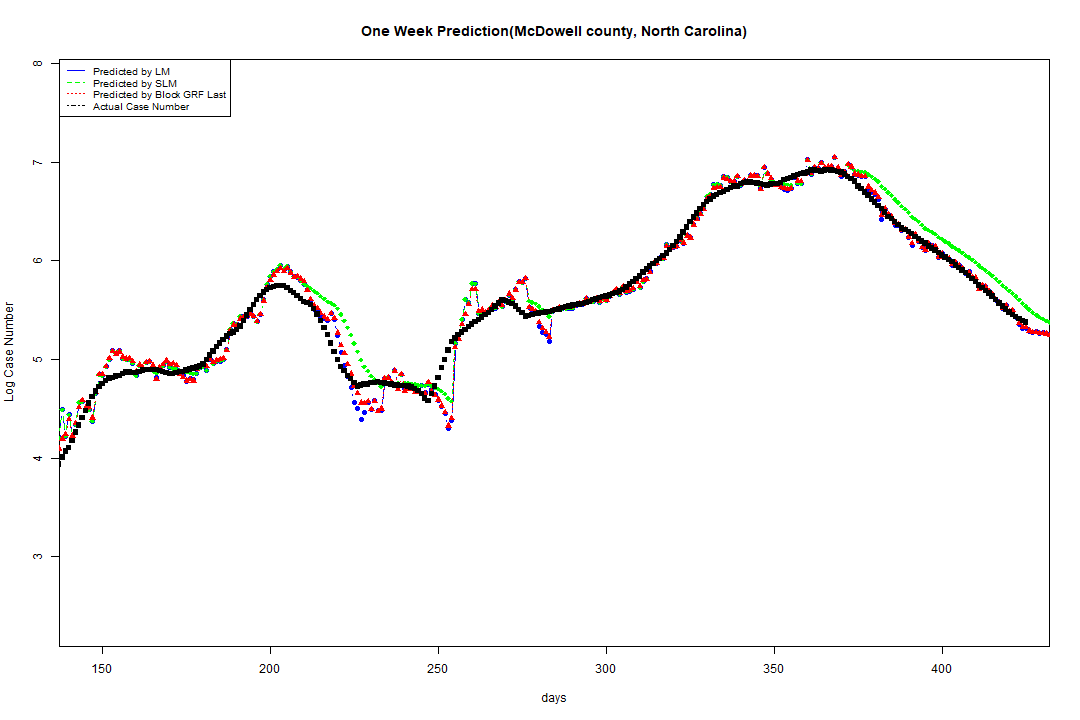 One Week Prediction(McDowell county, North Carolina)
Predicted by LM
Predicted by SLM
Predicted by Block GRF Last
Actual Case Number
Log Case Number
8
7
6
5
4
3
150 200 250 300 350 400
days